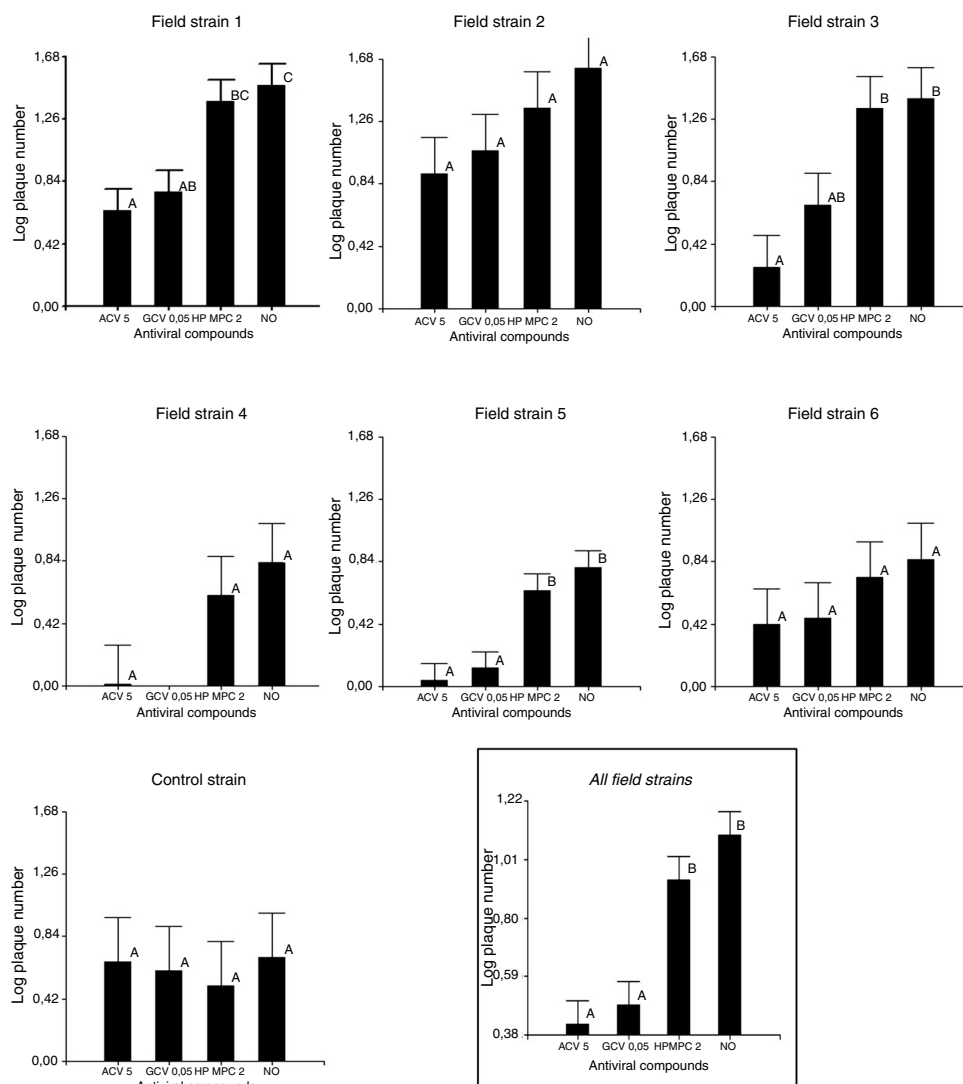 Field strain 1
Log plaque number
1,68
1,26
0,84
0,42
0,00
A
AB
BC
C
ACV 5 GCV 0,05 HP MPC 2 NO
Antiviral compounds
Field strain 2
Log plaque number
1,68
1,26
0,84
0,42
0,00
A
A
A
A
ACV 5 GCV 0,05 HP MPC 2 NO
Antiviral compounds
Field strain 3
Log plaque number
1,68
1,26
0,84
0,42
0,00
A
AB
B
B
ACV 5 GCV 0,05 HP MPC 2 NO
Antiviral compounds
Field strain 4
Log plaque number
1,68
1,26
0,84
0,42
0,00
A
A
A
ACV 5 GCV 0,05 HP MPC 2 NO
Antiviral compounds
Field strain 5
Log plaque number
1,68
1,26
0,84
0,42
0,00
A
A
B
B
ACV 5 GCV 0,05 HP MPC 2 NO
Antiviral compounds
Field strain 6
Log plaque number
1,68
1,26
0,84
0,42
0,00
A
A
A
A
ACV 5 GCV 0,05 HP MPC 2 NO
Antiviral compounds
Control strain
Log plaque number
1,68
1,26
0,84
0,42
0,00
A
A
A
A
ACV 5 GCV 0,05 HP MPC 2 NO
Antiviral compounds
All field strains
Log plaque number
1,22
1,01
0,80
0,59
0,38
A
A
B
B
ACV 5 GCV 0,05 HPMPC 2 NO
Antiviral compounds